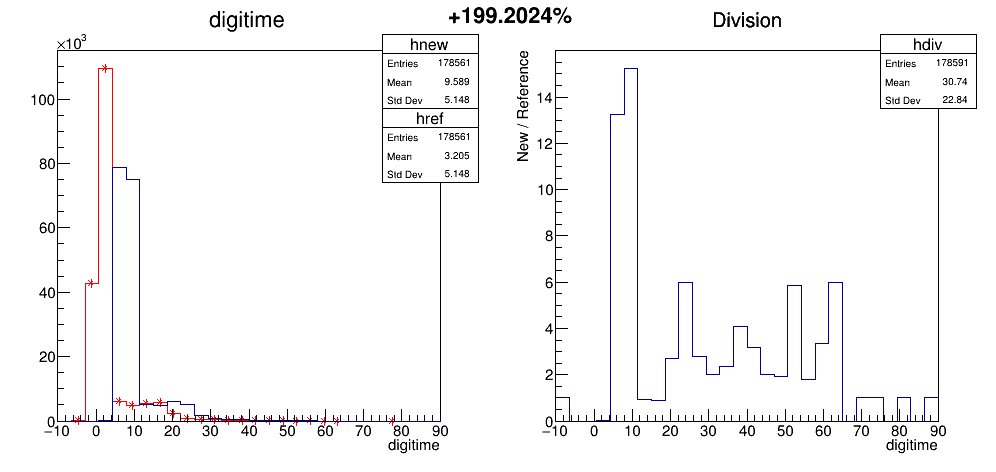 +199.2024%
digitime
×10³
hnew
Entries 178561
Mean 9.589
Std Dev 5.148
href
Entries 178561
Mean 3.205
Std Dev 5.148
100
80
60
40
20
0
−10 0 10 20 30 40 50 60 70 80 90
digitime
Division
hdiv
Entries 178591
Mean 30.74
Std Dev 22.84
New / Reference
14
12
10
8
6
4
2
0
−10 0 10 20 30 40 50 60 70 80 90
digitime